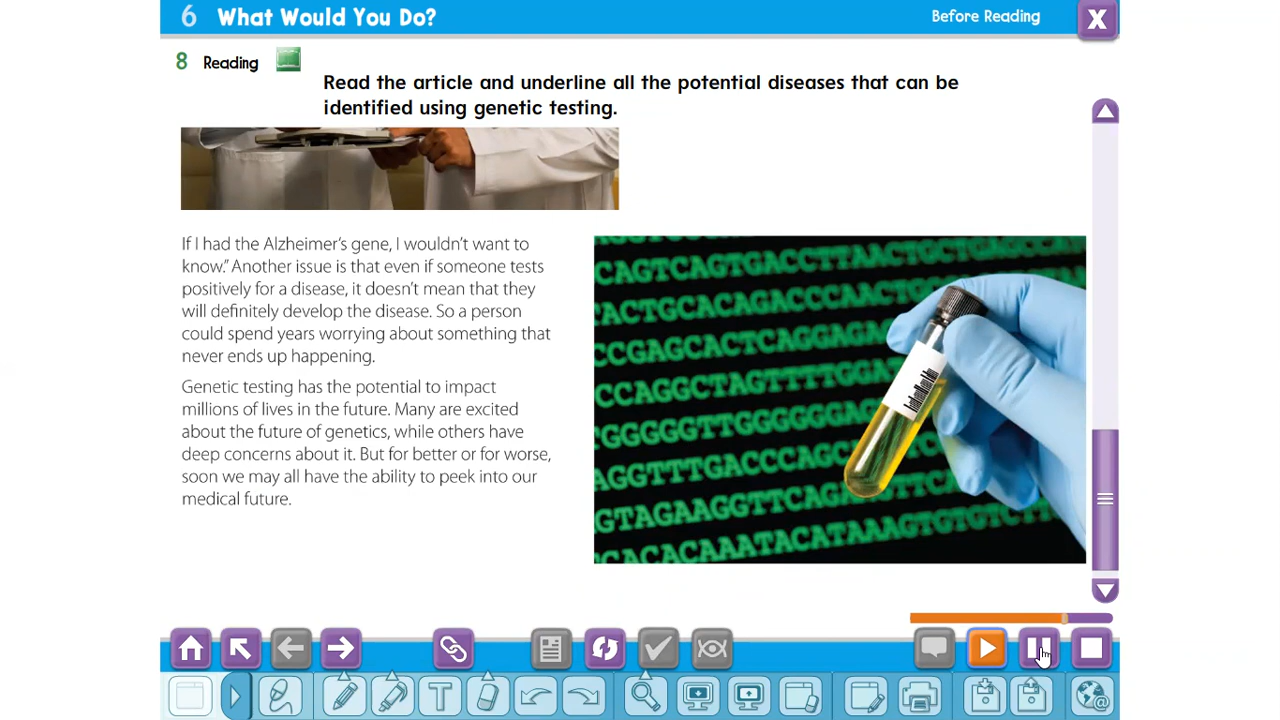 6 What Would You Do?
Before Reading
X
8 Reading
Read the article and underline all the potential diseases that can be
identified using genetic testing.
If I had the Alzheimer's gene, I wouldn't want to
know." Another issue is that even if someone tests
positively for a disease, it doesn't mean that they
will definitely develop the disease. So a person
could spend years worrying about something that
never ends up happening.
Genetic testing has the potential to impact
millions of lives in the future. Many are excited
about the future of genetics, while others have
deep concerns about it. But for better or for worse,
soon we may all have the ability to peek into our
medical future.
T